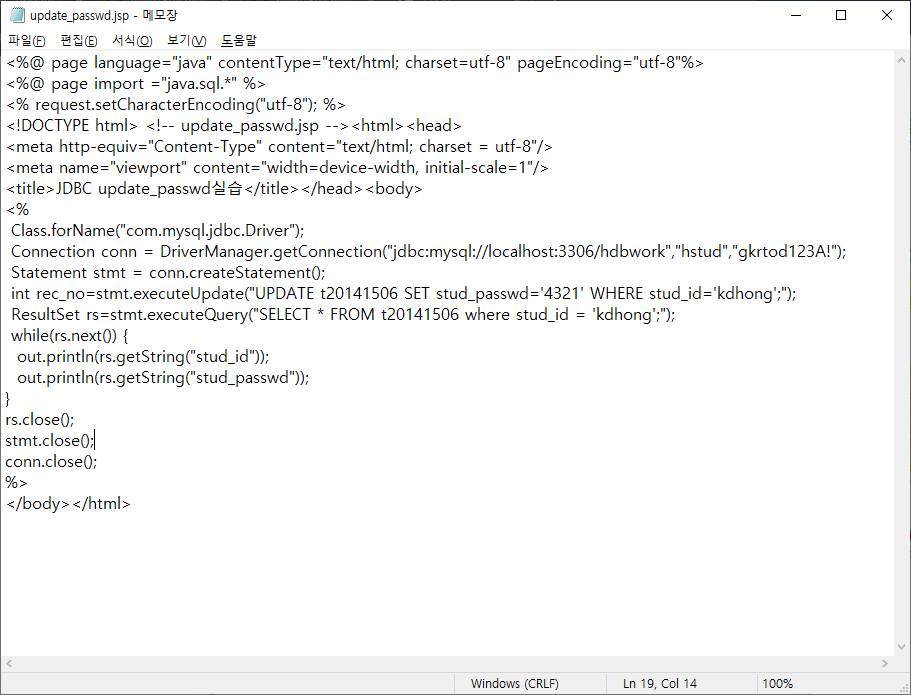 update_passwd.jsp - 메모장
파일(F) 편집(E) 서식(O) 보기(V) 도움말
<%@ page language="java" contentType="text/html; charset=utf-8" pageEncoding="utf-8"%>
<%@ page import ="java.sql.*" %>
<% request.setCharacterEncoding("utf-8"); %>
<!DOCTYPE html> <!-- update_passwd.jsp --><html><head>
<meta http-equiv="Content-Type" content="text/html; charset = utf-8"/>
<meta name="viewport" content="width=device-width, initial-scale=1"/>
<title>JDBC update_passwd실습</title></head><body>
<%
 Class.forName("com.mysql.jdbc.Driver");
 Connection conn = DriverManager.getConnection("jdbc:mysql://localhost:3306/hdbwork","hstud","gkrtod123A!");
 Statement stmt = conn.createStatement();
 int rec_no=stmt.executeUpdate("UPDATE t20141506 SET stud_passwd='4321' WHERE stud_id='kdhong';");
 ResultSet rs=stmt.executeQuery("SELECT * FROM t20141506 where stud_id = 'kdhong';");
 while(rs.next()) {
  out.println(rs.getString("stud_id"));
  out.println(rs.getString("stud_passwd"));
}
rs.close();
stmt.close();
conn.close();
%>
</body></html>
Windows (CRLF) Ln 19, Col 14 100%